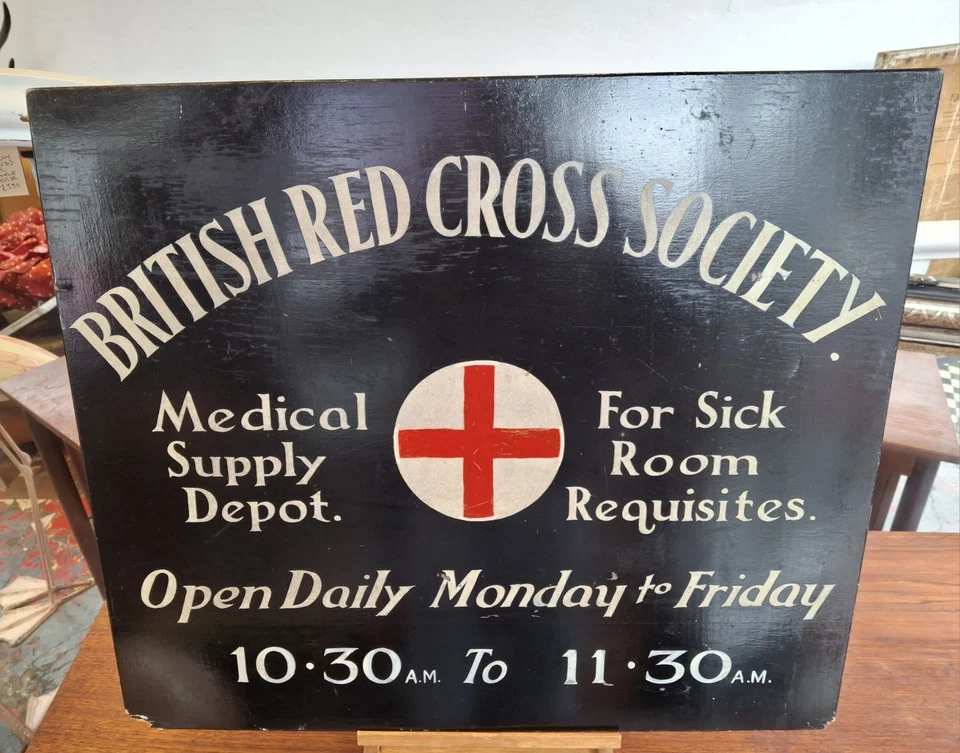 BRITISH RED CROSS SOCIETY.
Medical
Supply
Depot.
For Sick
Room
Requisites.
Open Daily Monday to Friday
10·30 A.M. To 11·30 A.M.